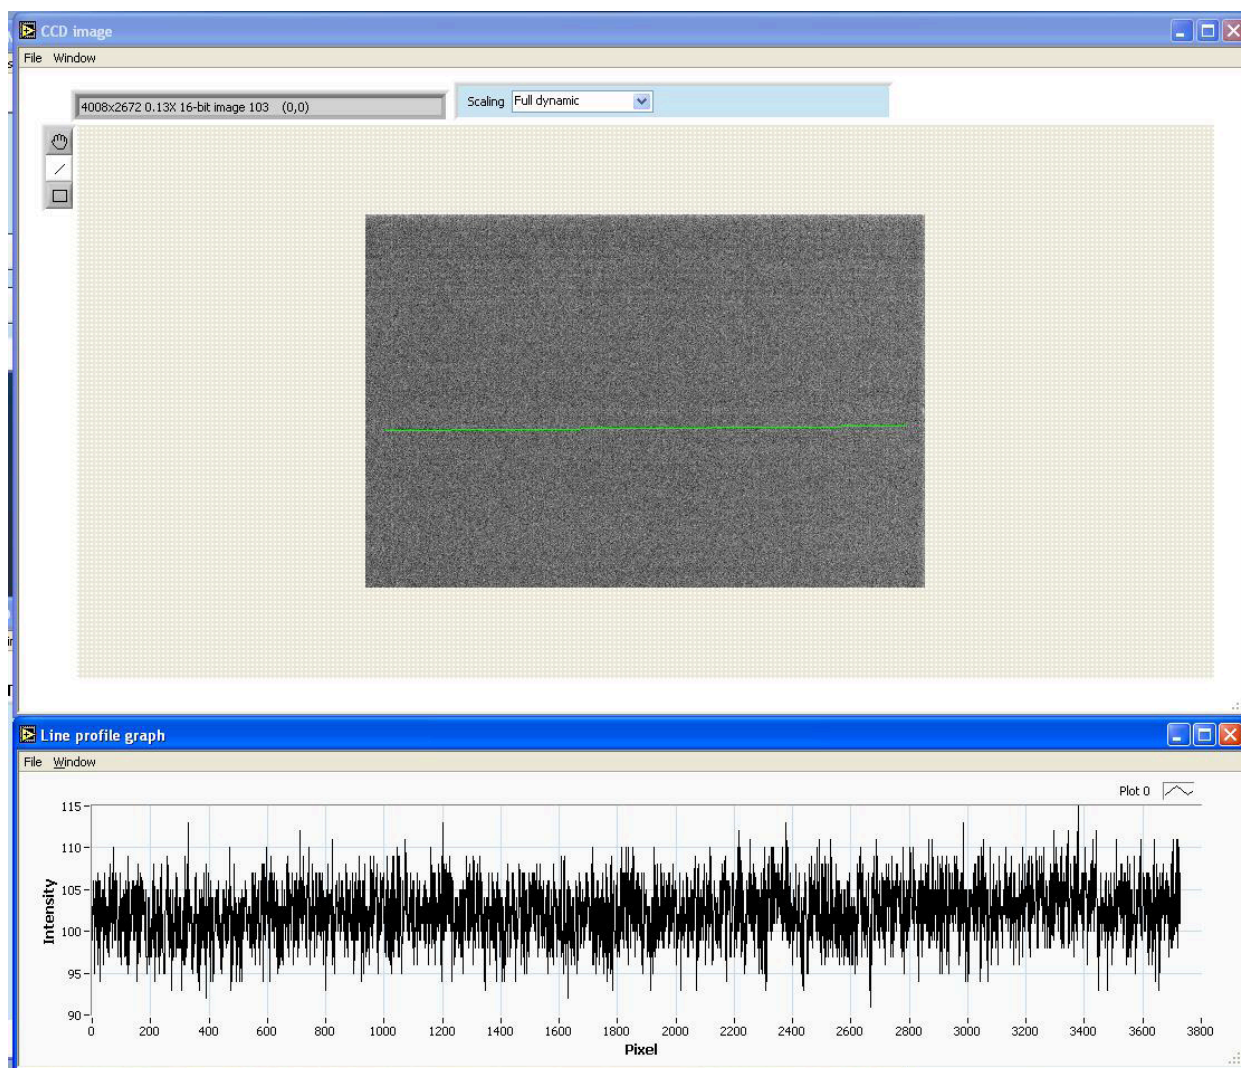 CCD image
File Window
4008x2672 0.13X 16-bit image 103 (0,0)
Scaling Full dynamic
Line profile graph
File Window
Plot 0
115
110
105
100
95
90
Intensity
0 200 400 600 800 1000 1200 1400 1600 1800 2000 2200 2400 2600 2800 3000 3200 3400 3600 3800
Pixel